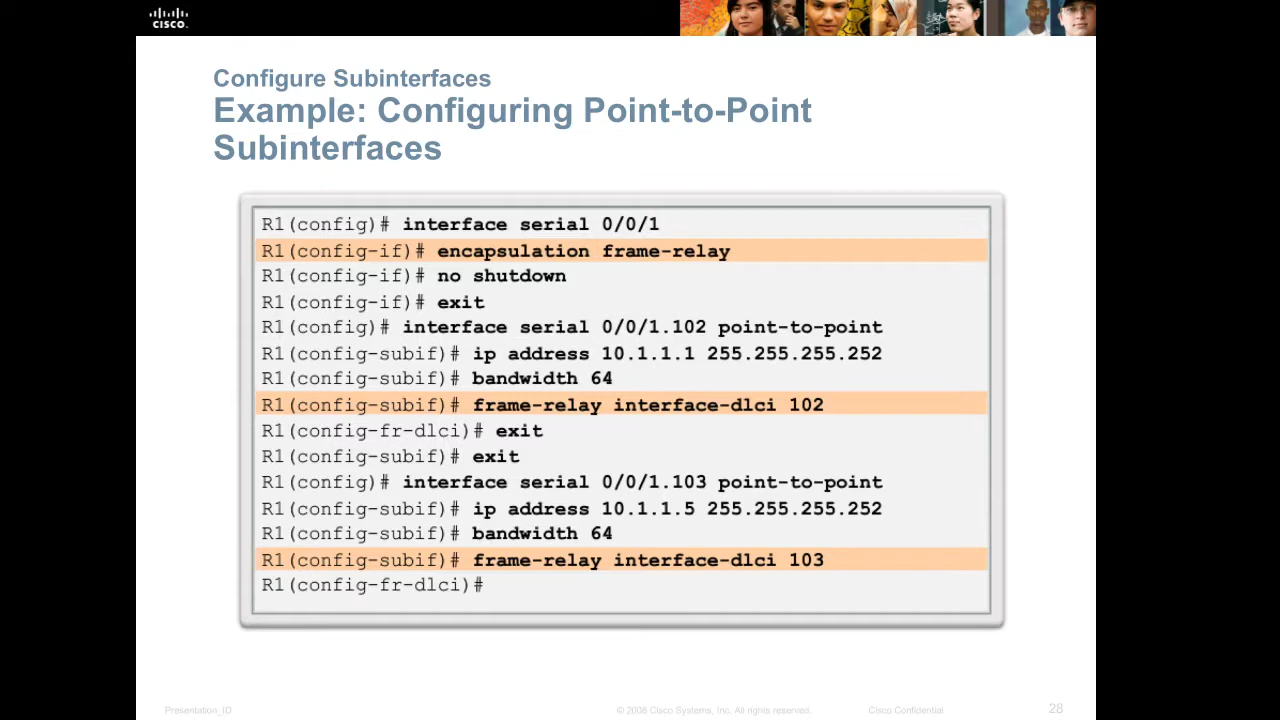 CISCO
Configure Subinterfaces
Example: Configuring Point-to-Point
Subinterfaces
R1(config)# interface serial 0/0/1
R1(config-if)# encapsulation frame-relay
R1(config-if)# no shutdown
R1(config-if)# exit
R1(config)# interface serial 0/0/1.102 point-to-point
R1(config-subif)# ip address 10.1.1.1 255.255.255.252
R1(config-subif)# bandwidth 64
R1(config-subif)# frame-relay interface-dlci 102
R1(config-fr-dlci)# exit
R1(config-subif)# exit
R1(config)# interface serial 0/0/1.103 point-to-point
R1(config-subif)# ip address 10.1.1.5 255.255.255.252
R1(config-subif)# bandwidth 64
R1(config-subif)# frame-relay interface-dlci 103
R1(config-fr-dlci)#
Presentation_ID © 2008 Cisco Systems, Inc. All rights reserved. Cisco Confidential 28